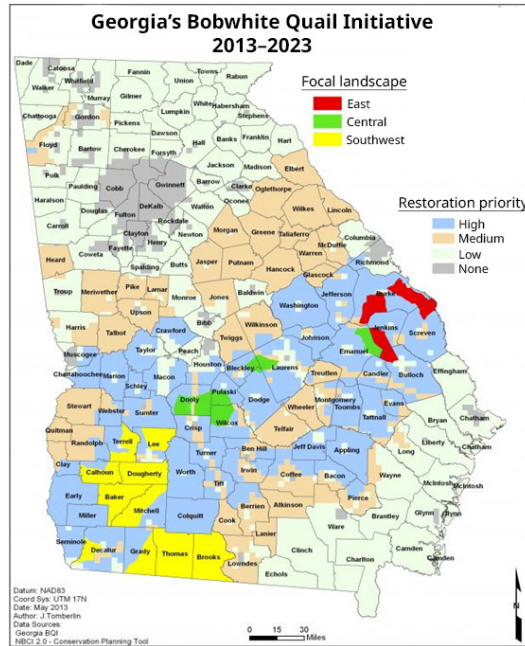 Georgia's Bobwhite Quail Initiative
2013–2023
Focal landscape
East
Central
Southwest
Restoration priority
High
Medium
Low
None
Dade
Catoosa
Fannin
Towns
Rabun
Walker
Whitfield
Union
Murray
Gilmer
White
Habersham
Chattooga
Gordon
Lumpkin
Stephens
Pickens
Dawson
Hall
Banks
Franklin
Hart
Floyd
Bartow
Cherokee
Forsyth
Jackson
Madison
Elbert
Polk
Paulding
Cobb
Gwinnett
Barrow
Clarke
Oglethorpe
Haralson
DeKalb
Walton
Oconee
Wilkes
Lincoln
Douglas
Fulton
Rockdale
Carroll
Clayton
Newton
Morgan
Greene
Taliaferro
McDuffie
Columbia
Fayette
Henry
Warren
Heard
Coweta
Spalding
Butts
Jasper
Putnam
Hancock
Glascock
Richmond
Troup
Meriwether
Pike
Lamar
Monroe
Jones
Baldwin
Washington
Jefferson
Burke
Upson
Harris
Talbot
Crawford
Bibb
Wilkinson
Jenkins
Screven
Twiggs
Johnson
Emanuel
Muscogee
Taylor
Peach
Houston
Bleckley
Laurens
Treutlen
Candler
Bulloch
Effingham
Chattahoochee
Marion
Macon
Schley
Pulaski
Dodge
Montgomery
Evans
Stewart
Webster
Sumter
Dooly
Wheeler
Toombs
Tattnall
Bryan
Chatham
Chatham
Quitman
Randolph
Terrell
Lee
Crisp
Wilcox
Telfair
Liberty
Long
Clay
Calhoun
Dougherty
Worth
Turner
Ben Hill
Irwin
Jeff Davis
Appling
Coffee
Bacon
Wayne
McIntosh
McIntosh
Early
Baker
Tift
Pierce
Miller
Mitchell
Colquitt
Berrien
Atkinson
Cook
Ware
Brantley
Glynn
Glynn
Seminole
Decatur
Grady
Thomas
Brooks
Lanier
Lowndes
Clinch
Echols
Charlton
Camden
Camden
Datum: NAD83
Coord Sys: UTM 17N
Date: May 2013
Author: J.Tomberlin
Data Sources:
Georgia BQI
NBCI 2.0 - Conservation Planning Tool
0 15 30
Miles
N